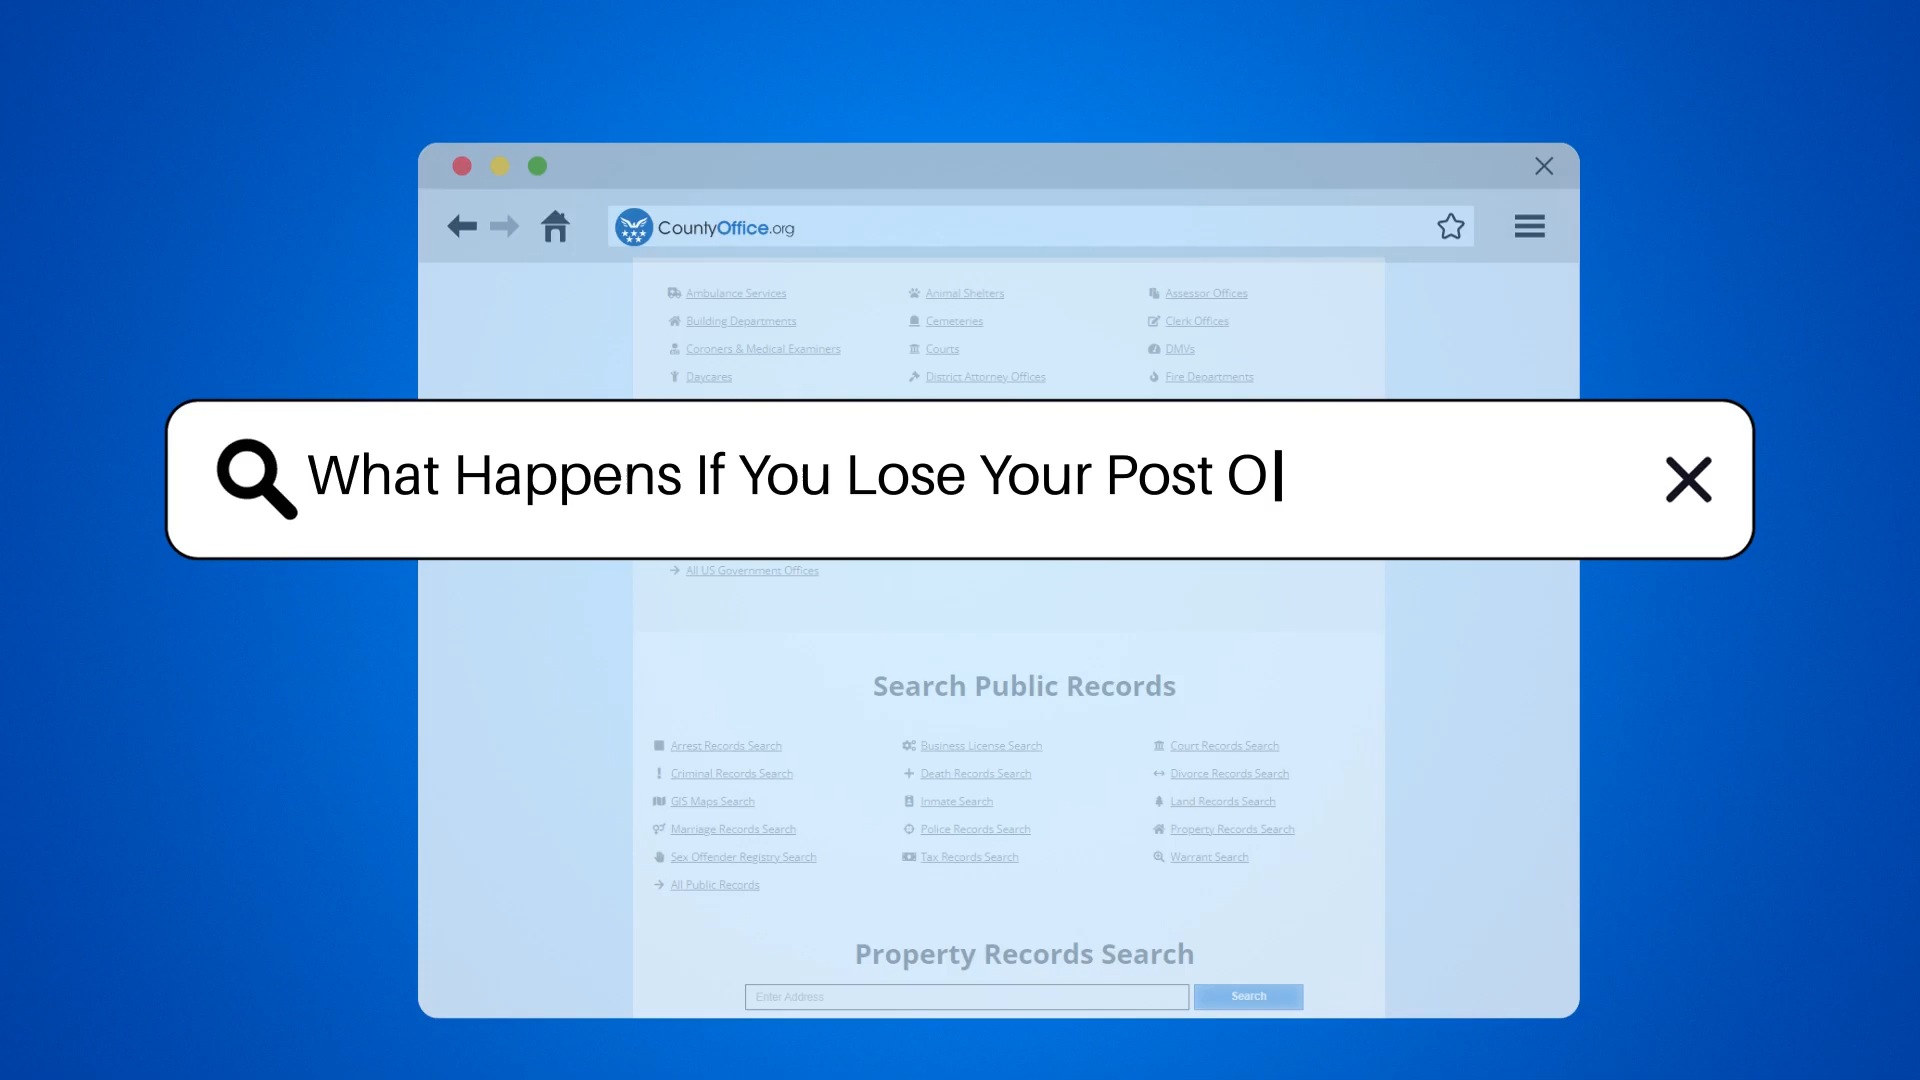 CountyOffice.org
Ambulance Services Animal Shelters Assessor Offices
Building Departments Cemeteries Clerk Offices
Coroners & Medical Examiners Courts DMVs
Daycares District Attorney Offices Fire Departments
What Happens If You Lose Your Post O
All US Government Offices
Search Public Records
Arrest Records Search Business License Search Court Records Search
Criminal Records Search Death Records Search Divorce Records Search
GIS Maps Search Inmate Search Land Records Search
Marriage Records Search Police Records Search Property Records Search
Sex Offender Registry Search Tax Records Search Warrant Search
All Public Records
Property Records Search
Enter Address Search